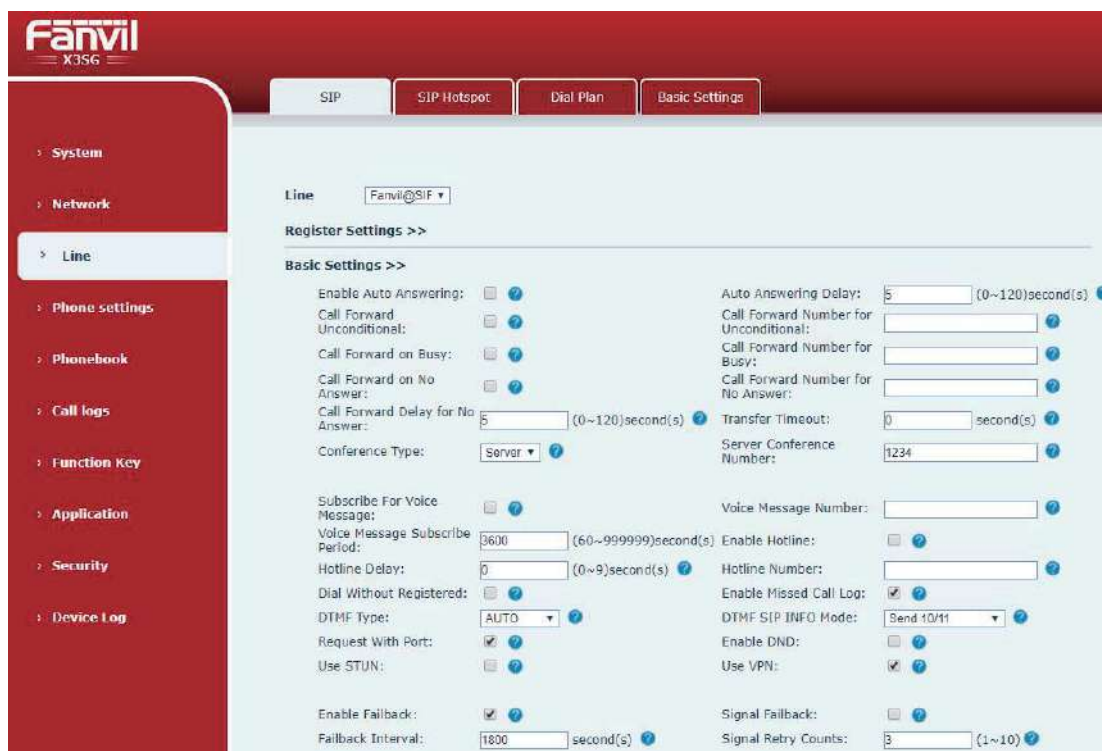 Fanvil
X3SG
SIP
SIP Hotspot
Dial Plan
Basic Settings
› System
› Network
› Line
› Phone settings
› Phonebook
› Call logs
› Function Key
› Application
› Security
› Device Log
Line Fanvil@SIF
Register Settings >>
Basic Settings >>
Enable Auto Answering: Auto Answering Delay: 5 (0~120)second(s)
Call Forward Unconditional: Call Forward Number for Unconditional:
Call Forward on Busy: Call Forward Number for Busy:
Call Forward on No Answer: Call Forward Number for No Answer:
Call Forward Delay for No Answer: 5 (0~120)second(s) Transfer Timeout: 0 second(s)
Conference Type: Server Server Conference Number: 1234
Subscribe For Voice Message: Voice Message Number:
Voice Message Subscribe Period: 3600 (60~999999)second(s) Enable Hotline:
Hotline Delay: 0 (0~9)second(s) Hotline Number:
Dial Without Registered: Enable Missed Call Log:
DTMF Type: AUTO DTMF SIP INFO Mode: Send 10/11
Request With Port: Enable DND:
Use STUN: Use VPN:
Enable Failback: Signal Failback:
Failback Interval: 1800 second(s) Signal Retry Counts: 3 (1~10)